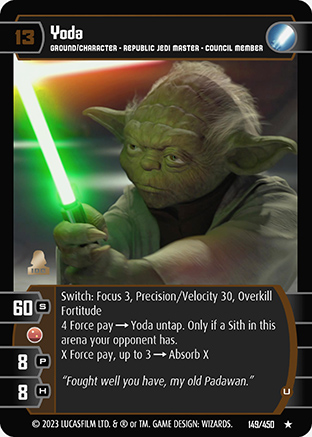 13 Yoda
GROUND/CHARACTER - REPUBLIC JEDI MASTER - COUNCIL MEMBER
60 S
Switch: Focus 3, Precision/Velocity 30, Overkill
Fortitude
4 Force pay → Yoda untap. Only if a Sith in this
arena your opponent has.
X Force pay, up to 3 → Absorb X
8 P
8 H
“Fought well you have, my old Padawan.”
U
© 2023 LUCASFILM LTD. & ® OR TM. GAME DESIGN: WIZARDS. 149/450 ★